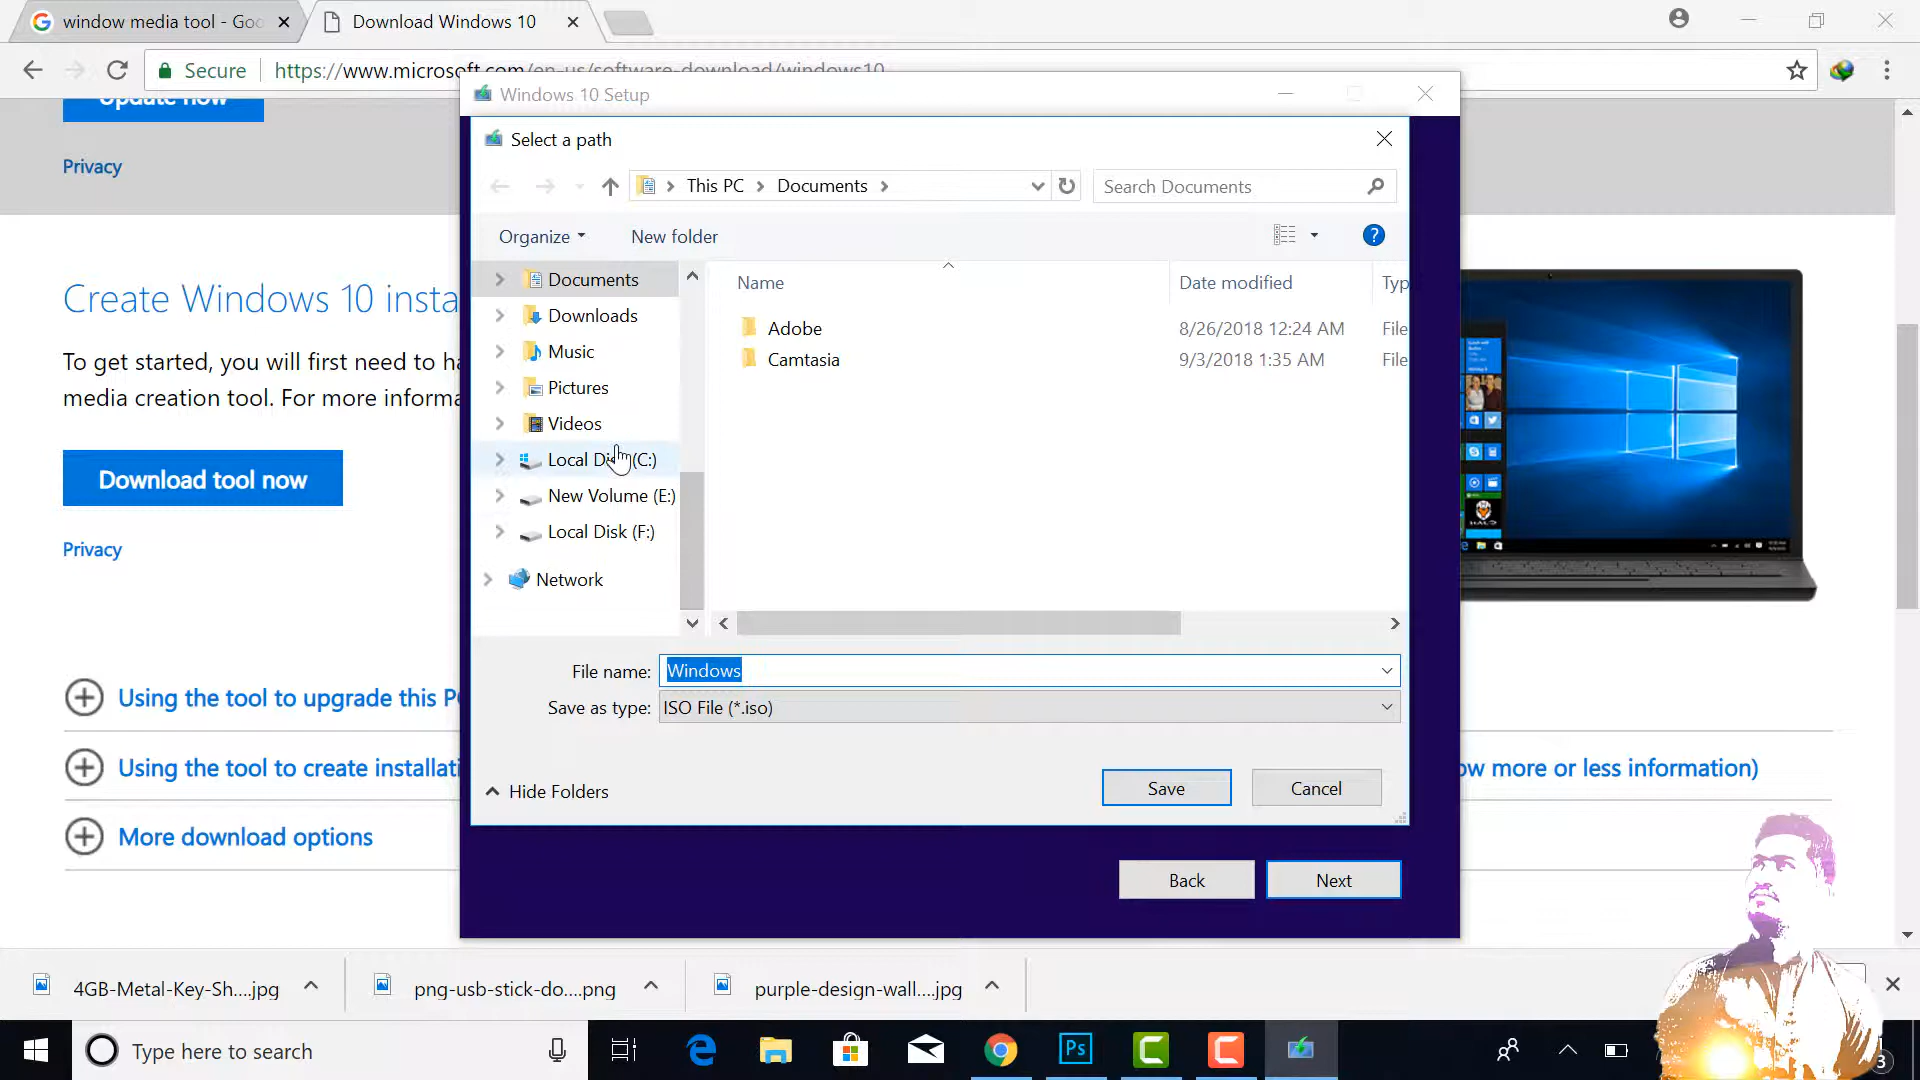 window media tool - Goo
Download Windows 10
Secure
https://www.microsoft.com/en-us/software-download/windows10
Update now
Privacy
Windows 10 Setup
Select a path
This PC
Documents
Search Documents
Organize
New folder
Documents
Downloads
Music
Pictures
Videos
Local Disk (C:)
New Volume (E:)
Local Disk (F:)
Network
Name
Date modified
Typ
Adobe
8/26/2018 12:24 AM
File
Camtasia
9/3/2018 1:35 AM
File
File name:
Windows
Save as type:
ISO File (*.iso)
Hide Folders
Save
Cancel
Back
Next
Create Windows 10 insta
To get started, you will first need to ha
media creation tool. For more informa
Download tool now
Privacy
Using the tool to upgrade this P
Using the tool to create installati
ow more or less information)
More download options
4GB-Metal-Key-Sh....jpg
png-usb-stick-do....png
purple-design-wall....jpg
Type here to search
Ps
3